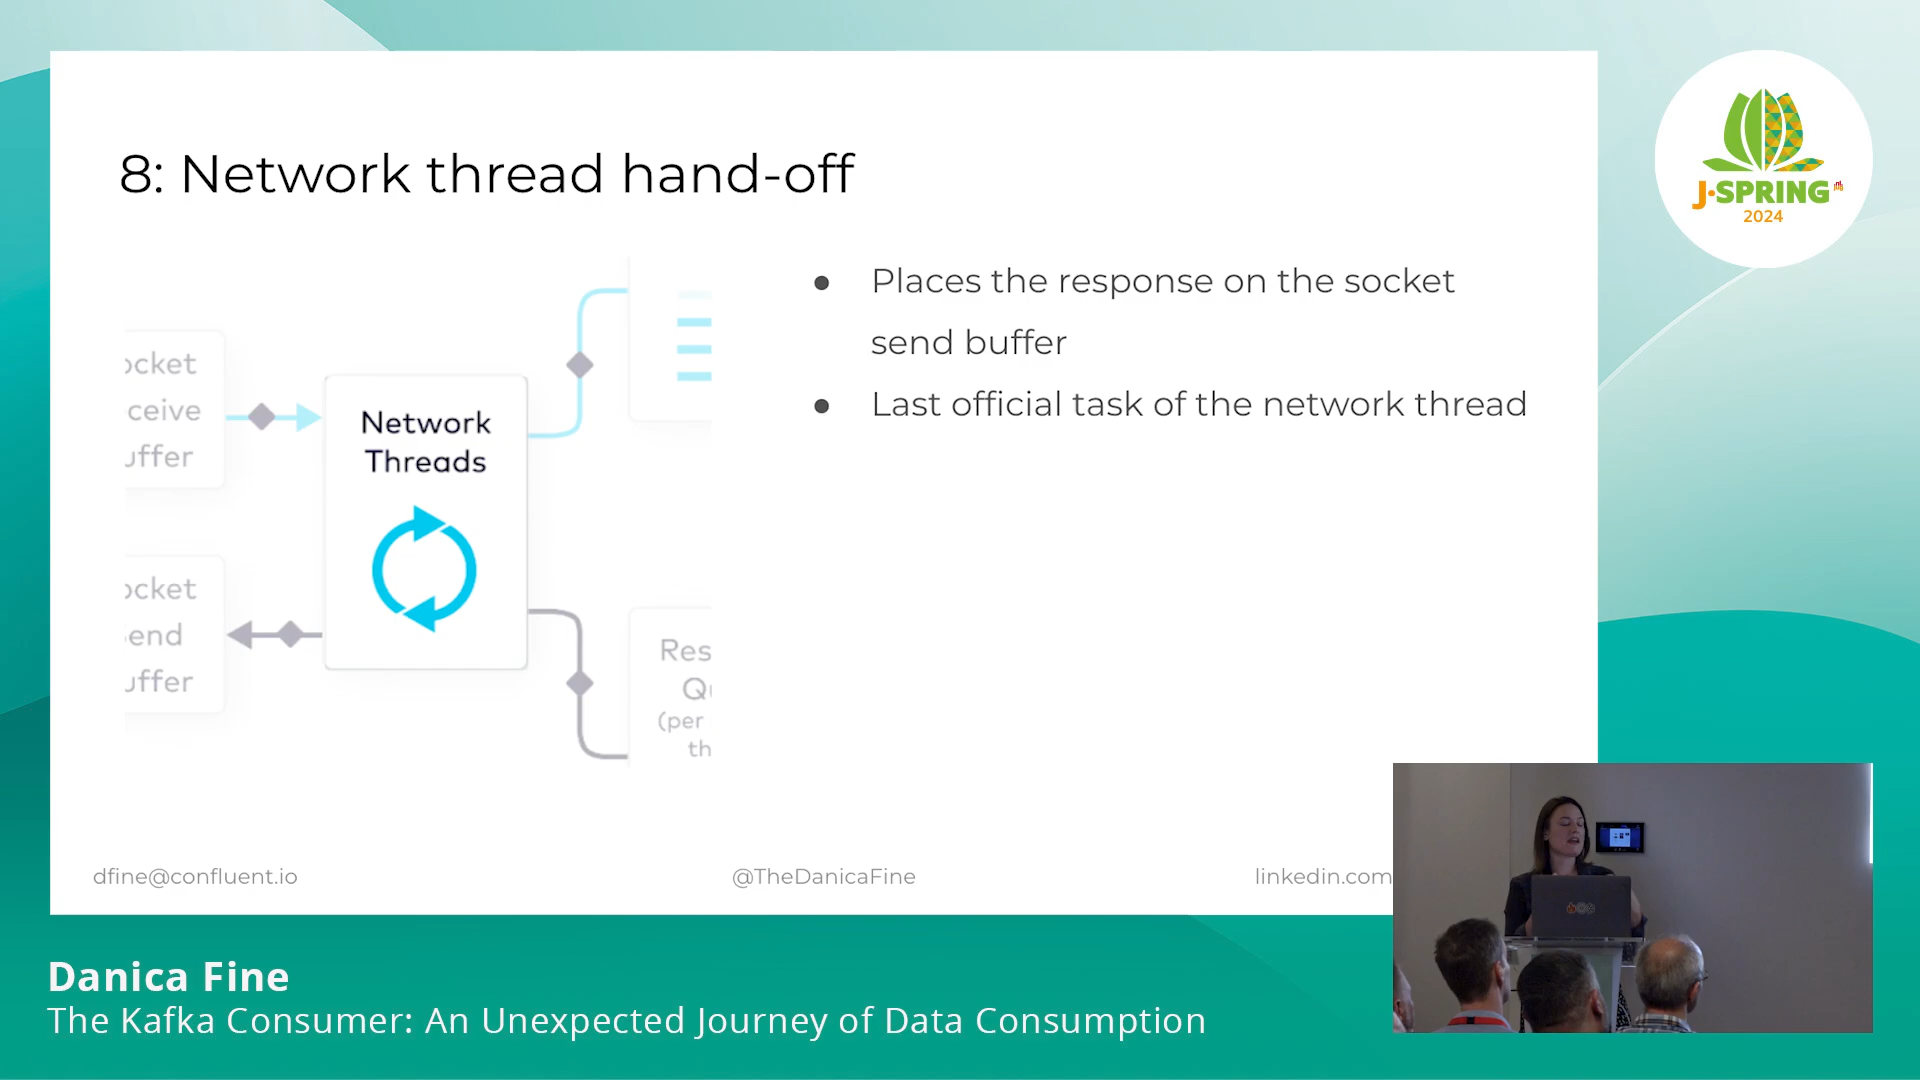 8: Network thread hand-off
Places the response on the socket
send buffer
Last official task of the network thread
ocket
ceive
uffer
Network
Threads
ocket
end
uffer
Res
(per
th
dfine@confluent.io
@TheDanicaFine
linkedin.com
J-SPRING
2024
Danica Fine
The Kafka Consumer: An Unexpected Journey of Data Consumption